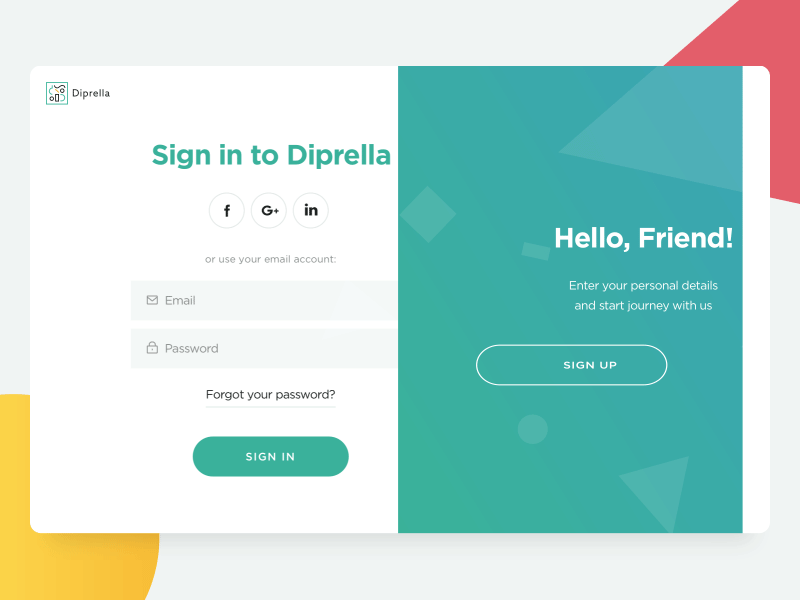 Diprella
Sign in to Diprella
f
G+
in
or use your email account:
Email
Password
Forgot your password?
SIGN IN
Hello, Friend!
Enter your personal details
and start journey with us
SIGN UP